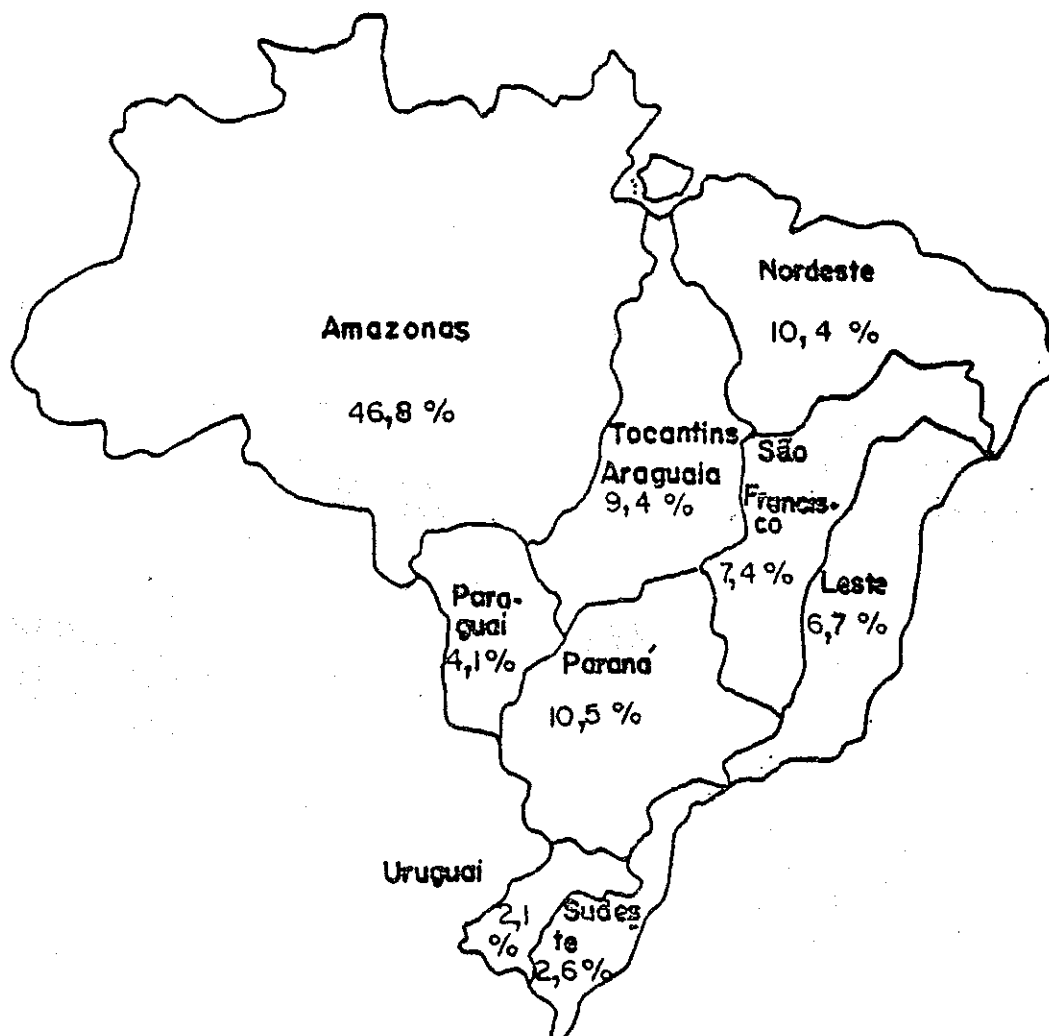 Nordeste
10,4 %
Amazonas
46,8 %
Tocantins
Araguaia
9,4 %
São
Francis-
co
7,4 %
Leste
6,7 %
Para-
guai
4,1%
Paraná
10,5 %
Uruguai
2,1
%
Sudes
te
2,6%